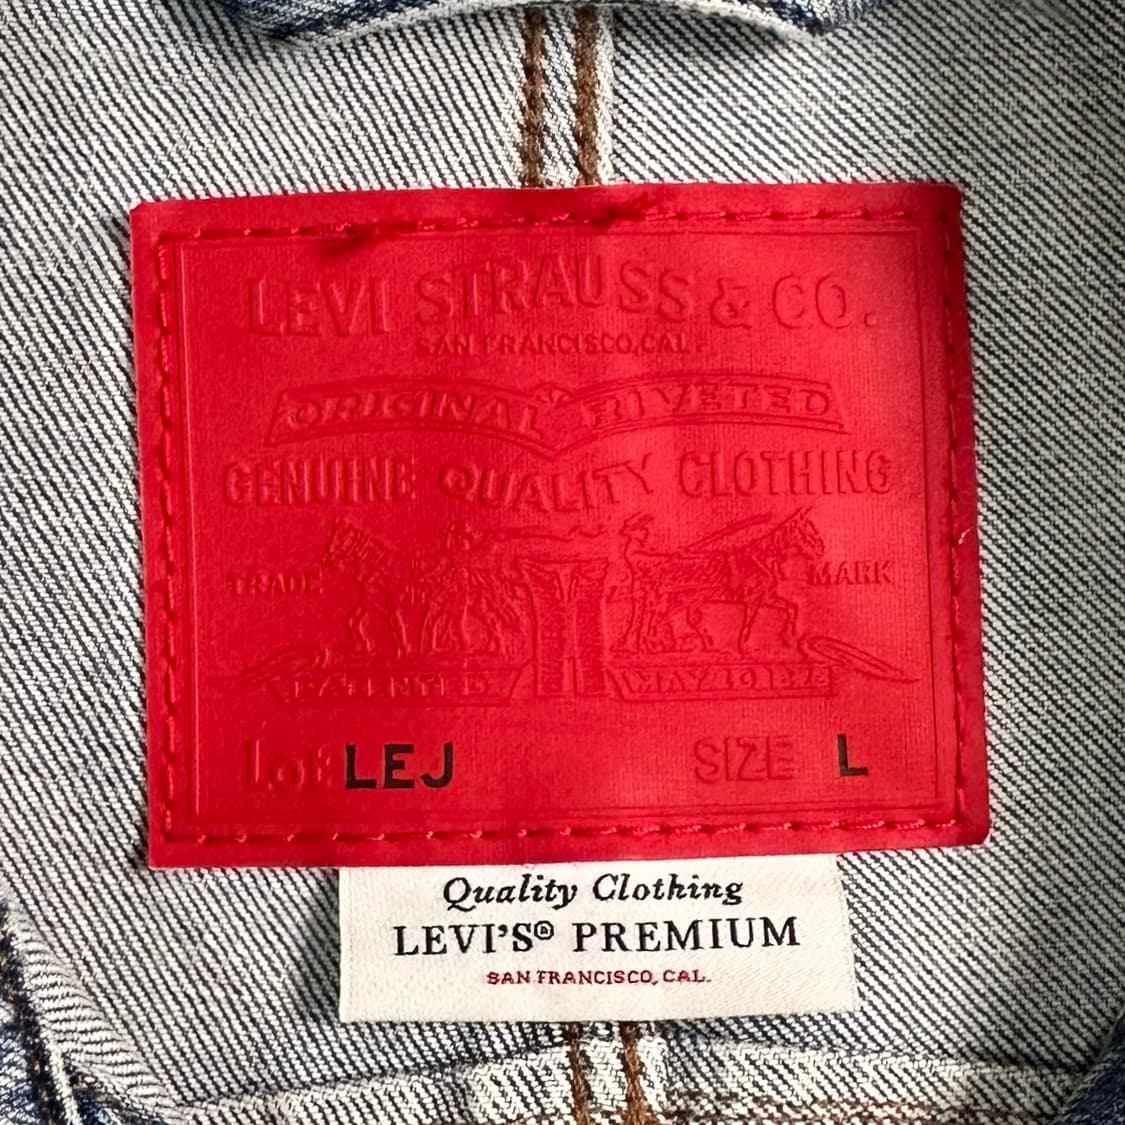 LEVI STRAUSS & CO.
SAN FRANCISCO, CAL.
ORIGINAL RIVETED
GENUINE QUALITY CLOTHING
TRADE MARK
PATENTED MAY 20 1873
Lot LEJ SIZE L
Quality Clothing
LEVI'S® PREMIUM
SAN FRANCISCO, CAL.